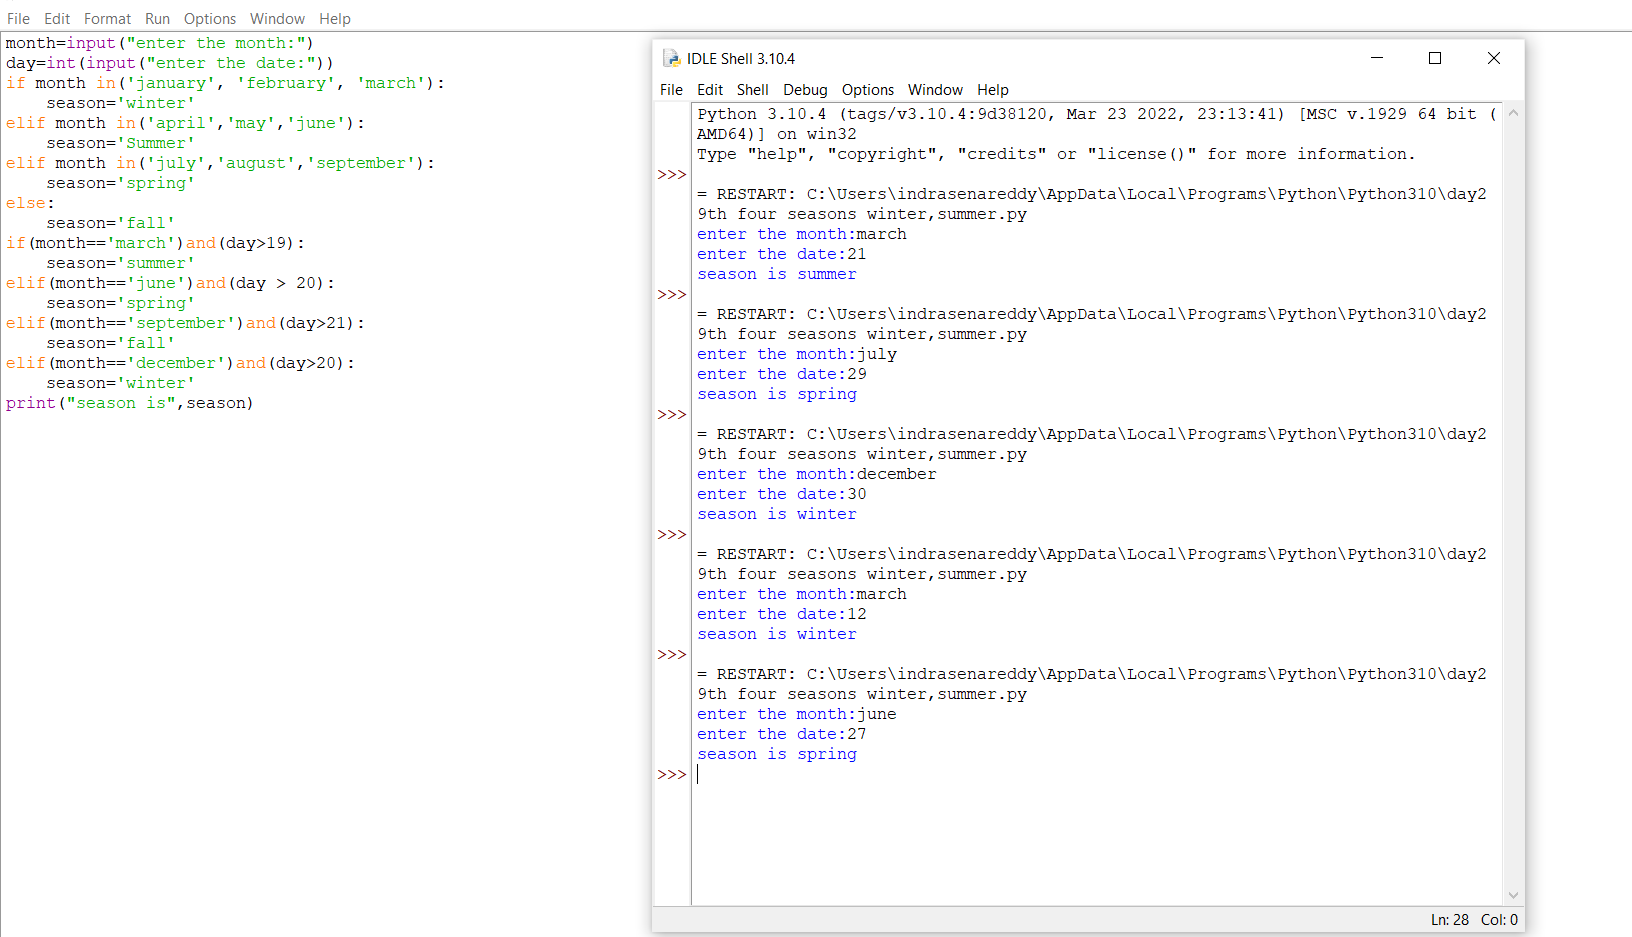 File Edit Format Run Options Window Help
month=input("enter the month:")
day=int(input("enter the date:"))
if month in('january', 'february', 'march'):
    season='winter'
elif month in('april','may','june'):
    season='Summer'
elif month in('july','august','september'):
    season='spring'
else:
    season='fall'
if(month=='march')and(day>19):
    season='summer'
elif(month=='june')and(day > 20):
    season='spring'
elif(month=='september')and(day>21):
    season='fall'
elif(month=='december')and(day>20):
    season='winter'
print("season is",season)
IDLE Shell 3.10.4
File Edit Shell Debug Options Window Help
Python 3.10.4 (tags/v3.10.4:9d38120, Mar 23 2022, 23:13:41) [MSC v.1929 64 bit (
AMD64)] on win32
Type "help", "copyright", "credits" or "license()" for more information.
>>>
= RESTART: C:\Users\indrasenareddy\AppData\Local\Programs\Python\Python310\day2
9th four seasons winter,summer.py
enter the month:march
enter the date:21
season is summer
>>>
= RESTART: C:\Users\indrasenareddy\AppData\Local\Programs\Python\Python310\day2
9th four seasons winter,summer.py
enter the month:july
enter the date:29
season is spring
>>>
= RESTART: C:\Users\indrasenareddy\AppData\Local\Programs\Python\Python310\day2
9th four seasons winter,summer.py
enter the month:december
enter the date:30
season is winter
>>>
= RESTART: C:\Users\indrasenareddy\AppData\Local\Programs\Python\Python310\day2
9th four seasons winter,summer.py
enter the month:march
enter the date:12
season is winter
>>>
= RESTART: C:\Users\indrasenareddy\AppData\Local\Programs\Python\Python310\day2
9th four seasons winter,summer.py
enter the month:june
enter the date:27
season is spring
>>>
Ln: 28 Col: 0